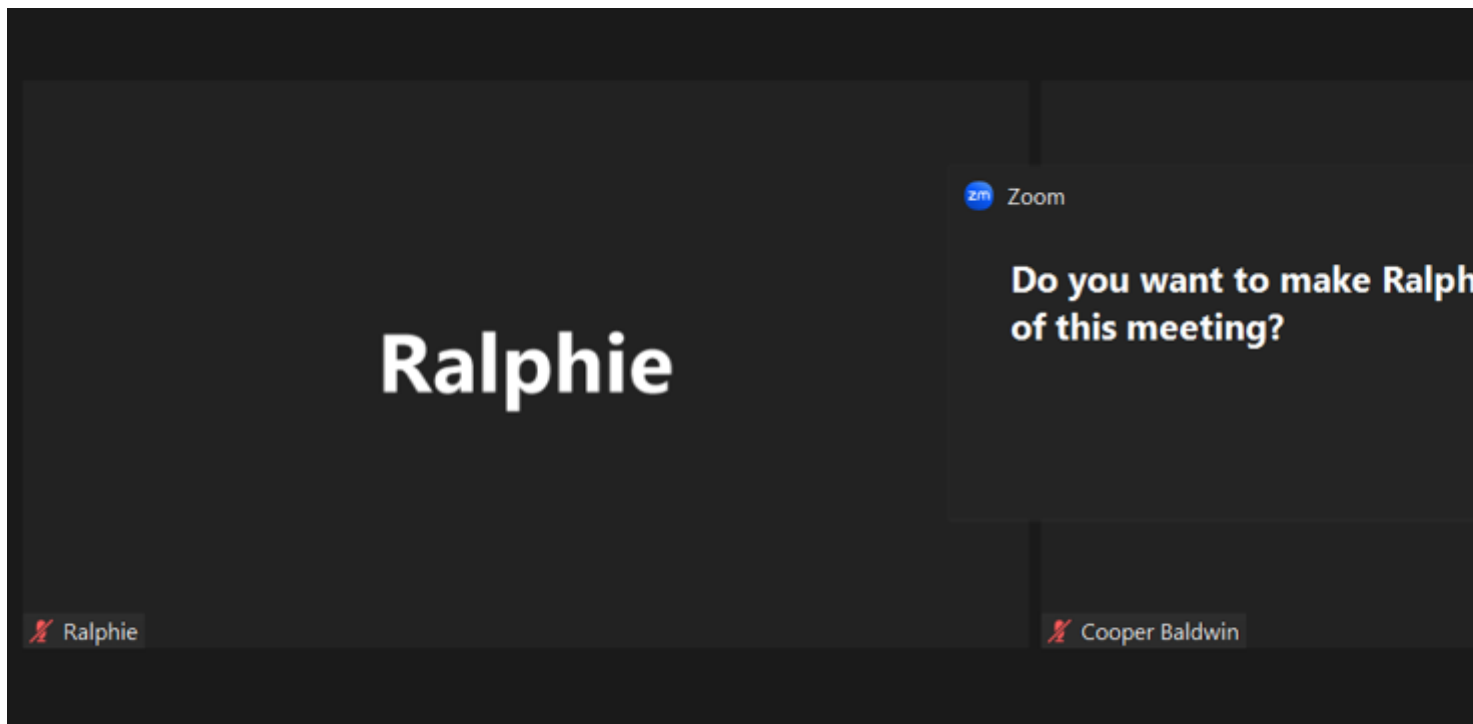 Ralphie
Ralphie
zm Zoom
Do you want to make Ralph
of this meeting?
Cooper Baldwin